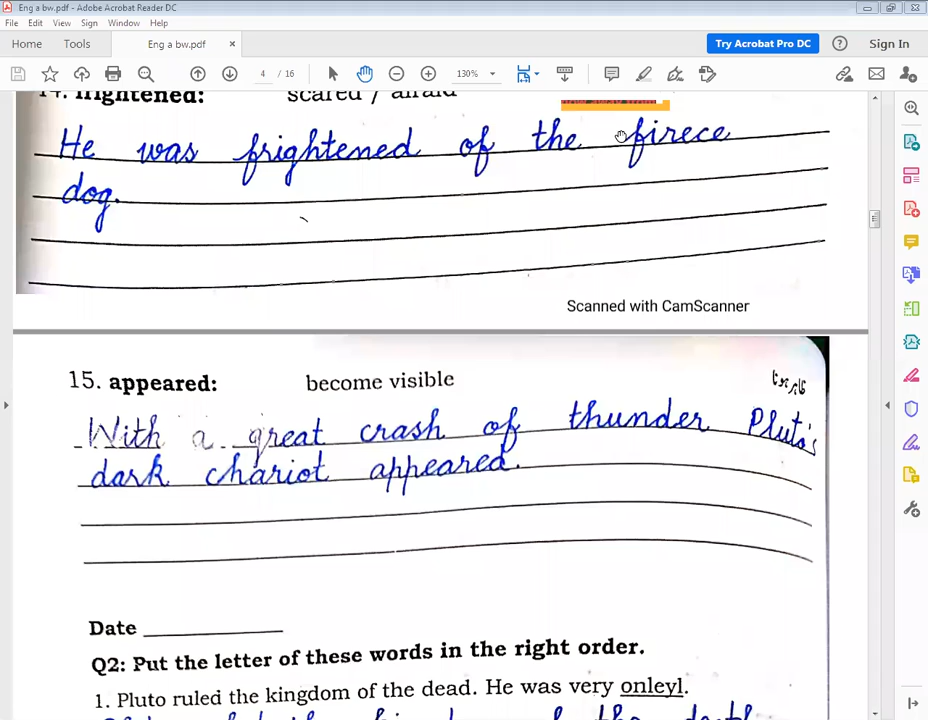 Eng a bw.pdf - Adobe Acrobat Reader DC
File Edit View Sign Window Help
Home Tools Eng a bw.pdf × Try Acrobat Pro DC Sign In
4 / 16 130%
14. frightened: scared / afraid
He was frightened of the firece
dog.
Scanned with CamScanner
15. appeared: become visible
With a great crash of thunder Pluto's
dark chariot appeared.
Date
Q2: Put the letter of these words in the right order.
1. Pluto ruled the kingdom of the dead. He was very onleyl.